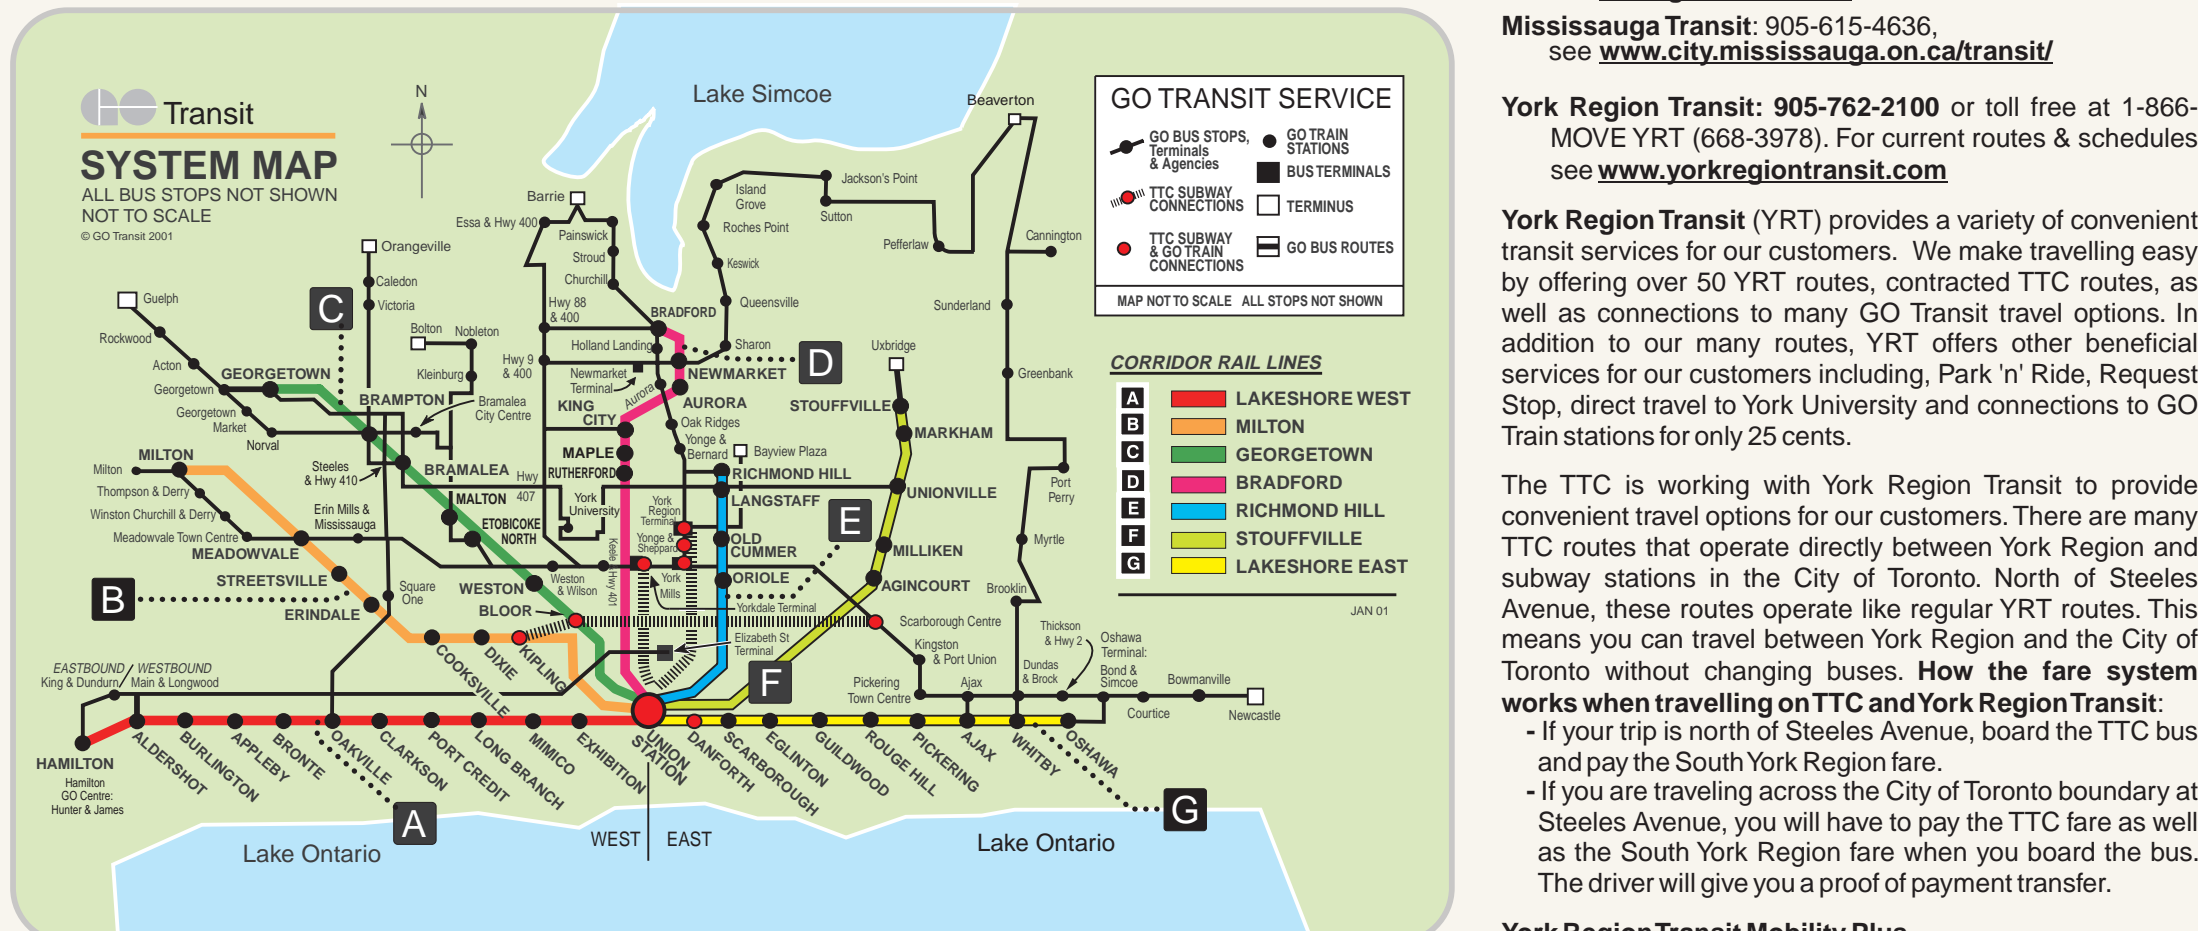 Transit
SYSTEM MAP
ALL BUS STOPS NOT SHOWN
NOT TO SCALE
© GO Transit 2001
N
Lake Simcoe
Beaverton
GO TRANSIT SERVICE
GO BUS STOPS,
Terminals
& Agencies
GO TRAIN
STATIONS
BUS TERMINALS
TTC SUBWAY
CONNECTIONS
TERMINUS
TTC SUBWAY
& GO TRAIN
CONNECTIONS
GO BUS ROUTES
MAP NOT TO SCALE ALL STOPS NOT SHOWN
CORRIDOR RAIL LINES
A LAKESHORE WEST
B MILTON
C GEORGETOWN
D BRADFORD
E RICHMOND HILL
F STOUFFVILLE
G LAKESHORE EAST
JAN 01
Barrie
Essa & Hwy 400
Painswick
Stroud
Churchill
Hwy 88
& 400
BRADFORD
Holland Landing
Hwy 9
& 400
Newmarket
Terminal
Aurora
NEWMARKET
AURORA
KING
CITY
Oak Ridges
MAPLE
Yonge &
Bernard
RUTHERFORD
Bayview Plaza
Island
Grove
Jackson's Point
Sutton
Roches Point
Keswick
Queensville
Sharon
Pefferlaw
Cannington
Sunderland
Greenbank
Port
Perry
Myrtle
Brooklin
Uxbridge
STOUFFVILLE
MARKHAM
UNIONVILLE
MILLIKEN
AGINCOURT
D
Orangeville
Caledon
Victoria
C
Guelph
Rockwood
Acton
Georgetown
GEORGETOWN
Georgetown
Market
Norval
Bolton
Nobleton
Kleinburg
BRAMPTON
Bramalea
City Centre
Steeles
& Hwy 410
BRAMALEA
MALTON
ETOBICOKE
NORTH
Hwy
407
York
University
York
Region
Terminal
Yonge &
Sheppard
RICHMOND HILL
LANGSTAFF
OLD
CUMMER
ORIOLE
E
MILTON
Milton
Thompson & Derry
Winston Churchill & Derry
Meadowvale Town Centre
Erin Mills &
Mississauga
MEADOWVALE
STREETSVILLE
B
ERINDALE
Square
One
WESTON
Weston
& Wilson
BLOOR
Keele
Hwy 401
York
Mills
Yorkdale Terminal
Elizabeth St
Terminal
Scarborough Centre
Kingston
& Port Union
COOKSVILLE
DIXIE
KIPLING
F
Pickering
Town Centre
Ajax
Dundas
& Brock
Thickson
& Hwy 2
Oshawa
Terminal:
Bond &
Simcoe
Courtice
Bowmanville
Newcastle
EASTBOUND / WESTBOUND
King & Dundurn / Main & Longwood
HAMILTON
Hamilton
GO Centre:
Hunter & James
ALDERSHOT
BURLINGTON
APPLEBY
BRONTE
OAKVILLE
CLARKSON
PORT CREDIT
LONG BRANCH
MIMICO
EXHIBITION
UNION
STATION
DANFORTH
SCARBOROUGH
EGLINTON
GUILDWOOD
ROUGE HILL
PICKERING
AJAX
WHITBY
OSHAWA
A
G
WEST EAST
Lake Ontario
Lake Ontario
Mississauga Transit: 905-615-4636,
see www.city.mississauga.on.ca/transit/
York Region Transit: 905-762-2100 or toll free at 1-866-
MOVE YRT (668-3978). For current routes & schedules
see www.yorkregiontransit.com
York Region Transit (YRT) provides a variety of convenient
transit services for our customers. We make travelling easy
by offering over 50 YRT routes, contracted TTC routes, as
well as connections to many GO Transit travel options. In
addition to our many routes, YRT offers other beneficial
services for our customers including, Park 'n' Ride, Request
Stop, direct travel to York University and connections to GO
Train stations for only 25 cents.
The TTC is working with York Region Transit to provide
convenient travel options for our customers. There are many
TTC routes that operate directly between York Region and
subway stations in the City of Toronto. North of Steeles
Avenue, these routes operate like regular YRT routes. This
means you can travel between York Region and the City of
Toronto without changing buses. How the fare system
works when travelling on TTC and York Region Transit:
- If your trip is north of Steeles Avenue, board the TTC bus
and pay the South York Region fare.
- If you are traveling across the City of Toronto boundary at
Steeles Avenue, you will have to pay the TTC fare as well
as the South York Region fare when you board the bus.
The driver will give you a proof of payment transfer.
York Region Transit Mobility Plus